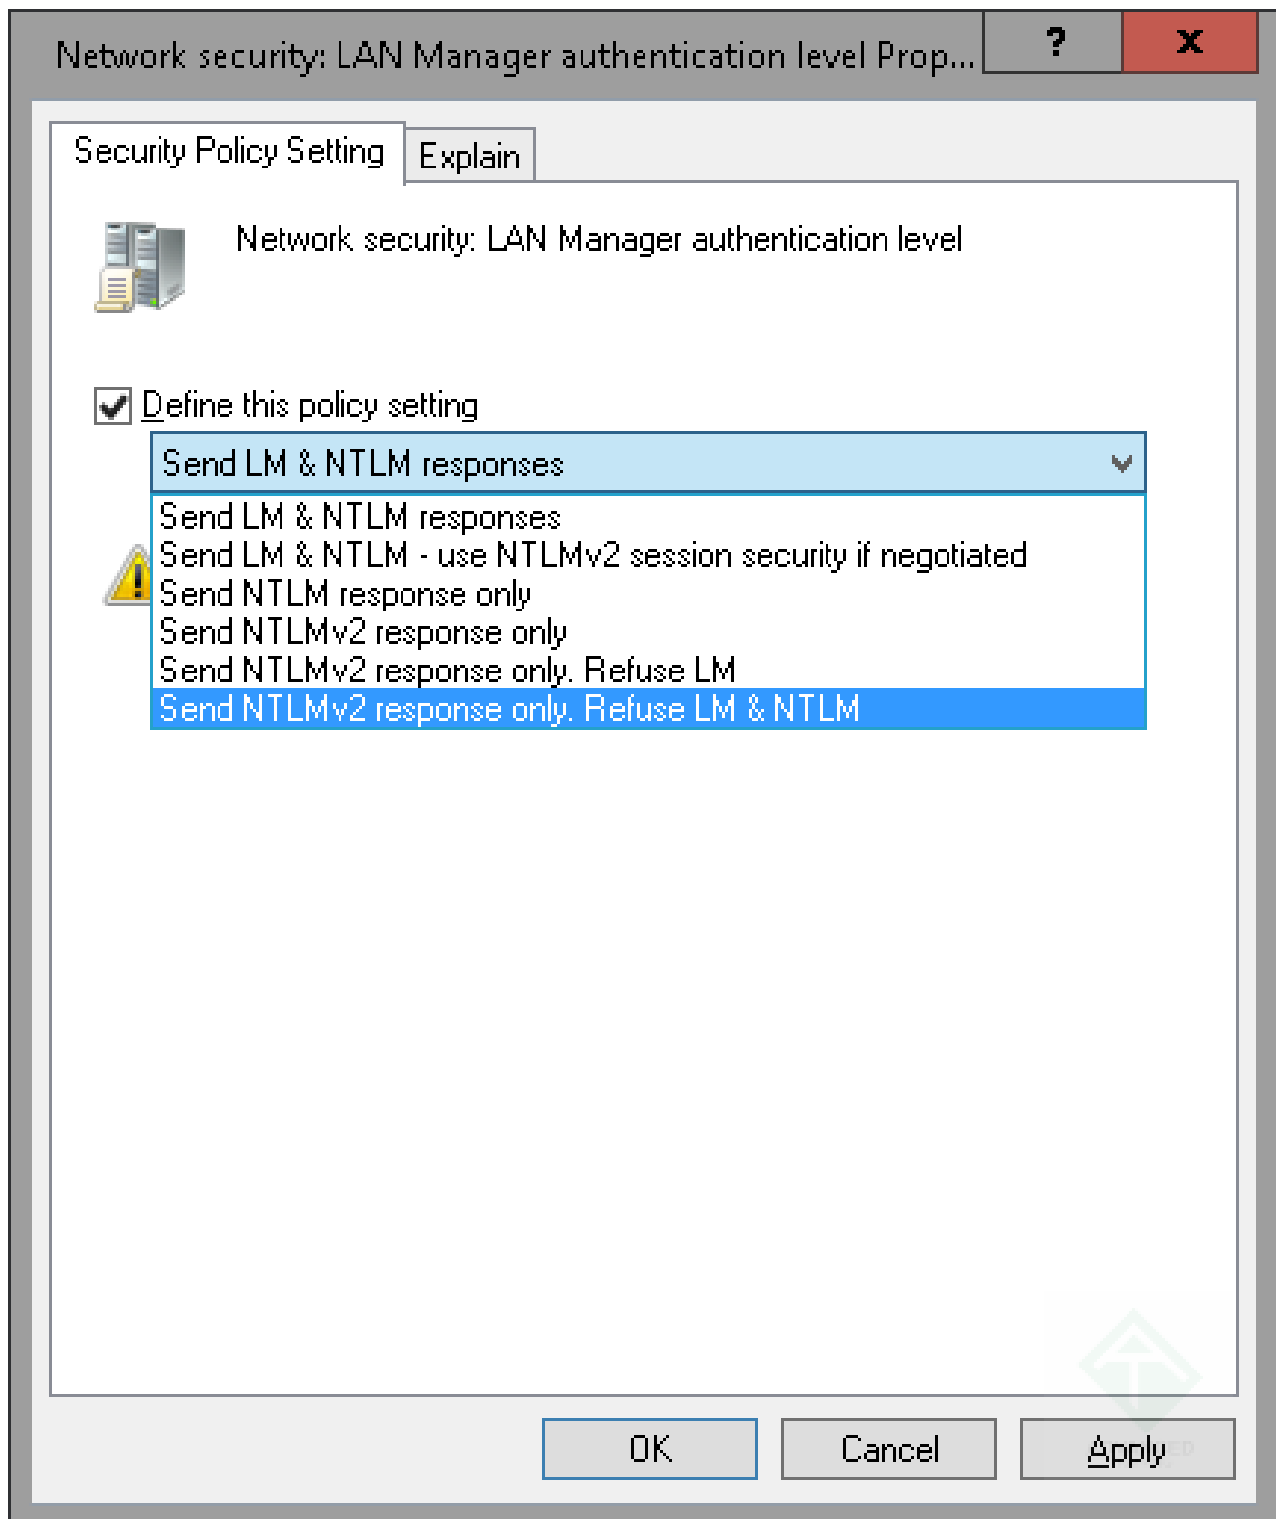 Network security: LAN Manager authentication level Prop...
?
x
Security Policy Setting
Explain
Network security: LAN Manager authentication level
Define this policy setting
Send LM & NTLM responses
Send LM & NTLM responses
Send LM & NTLM - use NTLMv2 session security if negotiated
Send NTLM response only
Send NTLMv2 response only
Send NTLMv2 response only. Refuse LM
Send NTLMv2 response only. Refuse LM & NTLM
OK
Cancel
Apply